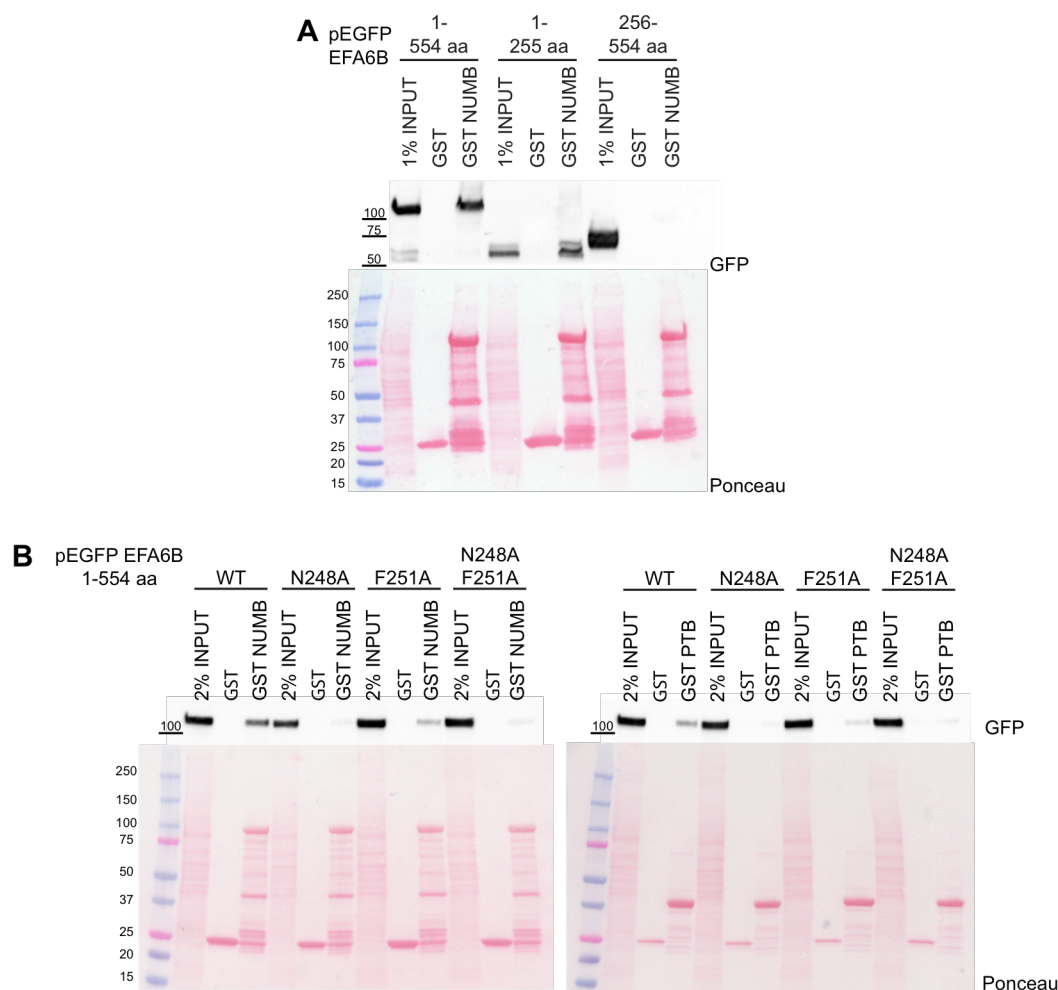 A
pEGFP
EFA6B
1-
554 aa
1-
255 aa
256-
554 aa
1% INPUT
GST
GST NUMB
1% INPUT
GST
GST NUMB
1% INPUT
GST
GST NUMB
100
75
50
GFP
250
150
100
75
50
37
25
20
15
Ponceau
B
pEGFP EFA6B
1-554 aa
WT
N248A
F251A
N248A
F251A
2% INPUT
GST
GST NUMB
2% INPUT
GST
GST NUMB
2% INPUT
GST
GST NUMB
2% INPUT
GST
GST NUMB
100
250
150
100
75
50
37
25
20
15
WT
N248A
F251A
N248A
F251A
2% INPUT
GST
GST PTB
2% INPUT
GST
GST PTB
2% INPUT
GST
GST PTB
2% INPUT
GST
GST PTB
100
GFP
Ponceau